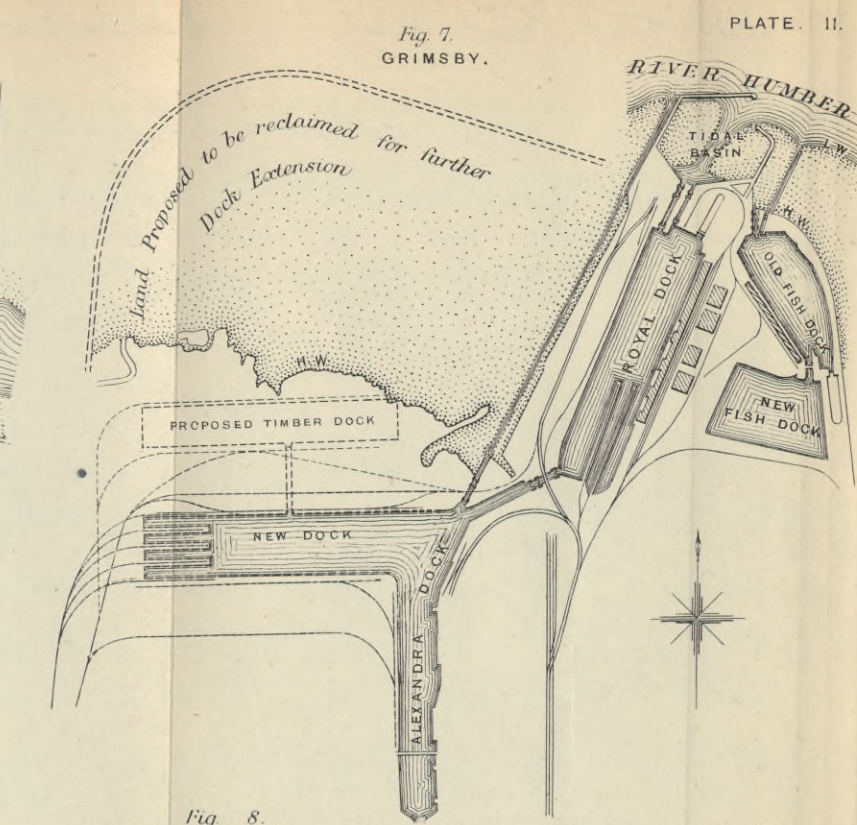 PLATE. II.
Fig. 7.
GRIMSBY.
RIVER HUMBER
TIDAL
BASIN
L.W.
H.W.
Land Proposed to be reclaimed for further
Dock Extension
OLD FISH DOCK
ROYAL DOCK
H.W.
NEW
FISH DOCK
PROPOSED TIMBER DOCK
NEW DOCK
ALEXANDRA DOCK
Fig. 8.